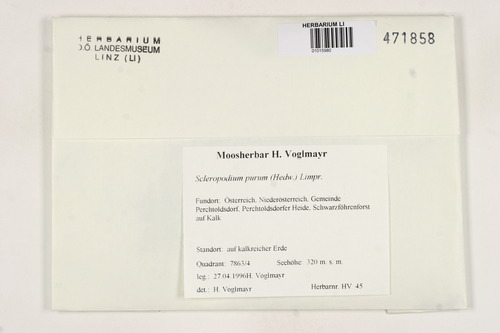 HERBARIUM
O.Ö. LANDESMUSEUM
LINZ (LI)
HERBARIUM LI
471858
Moosherbar H. Voglmayr
Scleropodium purum (Hedw.) Limpr.
Fundort: Österreich, Niederösterreich, Gemeinde
Perchtoldsdorf, Perchtoldsdorfer Heide, Schwarzföhrenforst
auf Kalk
Standort: auf kalkreicher Erde
Quadrant: 7863/4 Seehöhe: 320 m. s. m.
leg.: 27.04.1996H. Voglmayr
det.: H. Voglmayr Herbarnr. HV 45